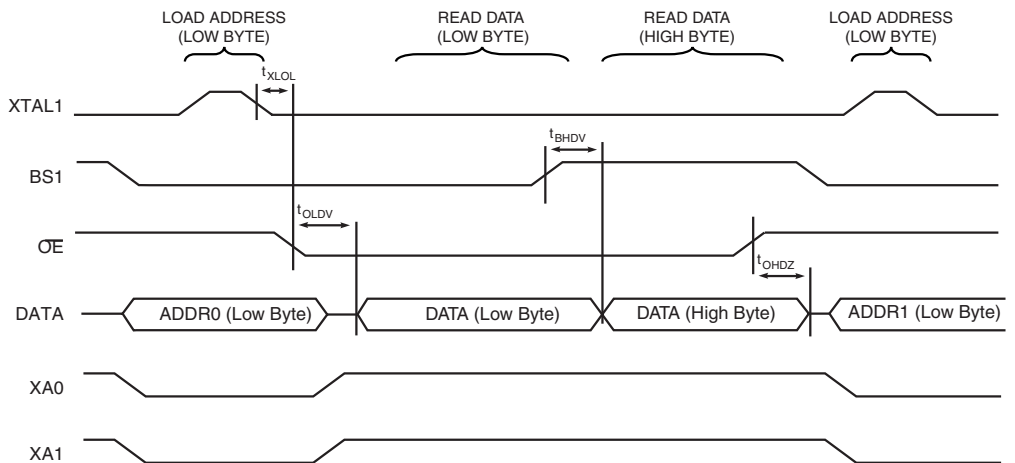 LOAD ADDRESS
(LOW BYTE)
READ DATA
(LOW BYTE)
READ DATA
(HIGH BYTE)
LOAD ADDRESS
(LOW BYTE)
tXLOL
XTAL1
tBHDV
BS1
tOLDV
OE
tOHDZ
DATA
ADDR0 (Low Byte)
DATA (Low Byte)
DATA (High Byte)
ADDR1 (Low Byte)
XA0
XA1